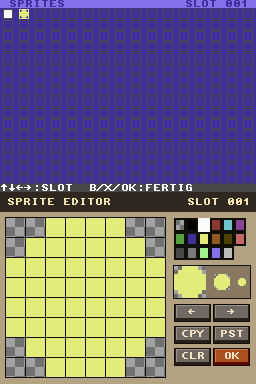 SPRITES SLOT 001
↑↓←→:SLOT B/X/OK:FERTIG
SPRITE EDITOR SLOT 001
← →
CPY PST
CLR OK